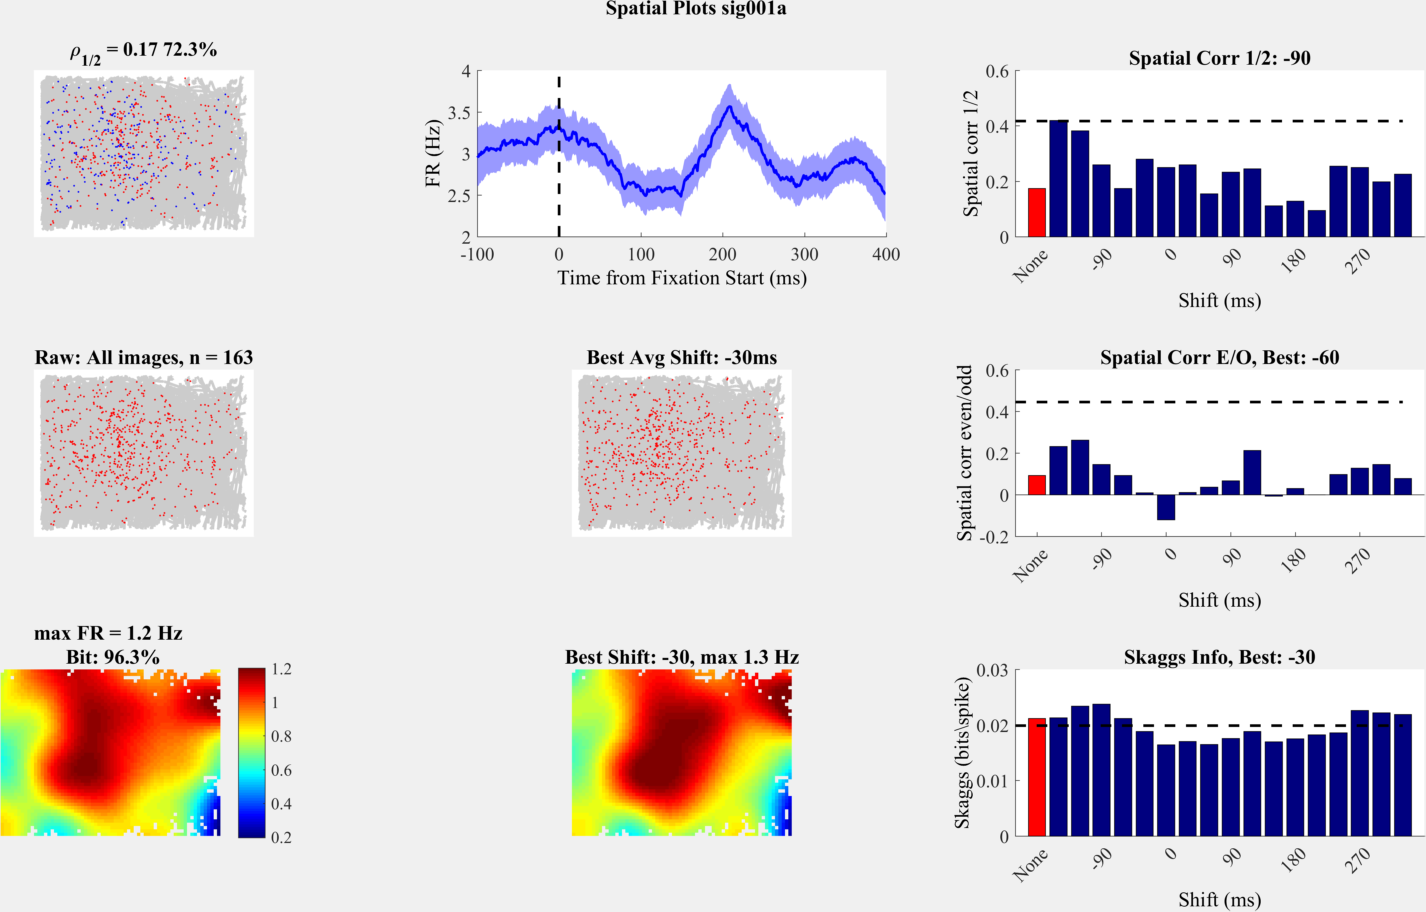 Spatial Plots sig001a
ρ1/2 = 0.17 72.3%
4
3.5
3
2.5
2
FR (Hz)
-100
0
100
200
300
400
Time from Fixation Start (ms)
Spatial Corr 1/2: -90
0.6
0.4
0.2
0
Spatial corr 1/2
None
-90
0
90
180
270
Shift (ms)
Raw: All images, n = 163
Best Avg Shift: -30ms
Spatial Corr E/O, Best: -60
0.6
0.4
0.2
0
-0.2
Spatial corr even/odd
None
-90
0
90
180
270
Shift (ms)
max FR = 1.2 Hz
Bit: 96.3%
1.2
1
0.8
0.6
0.4
0.2
Best Shift: -30, max 1.3 Hz
Skaggs Info, Best: -30
0.03
0.02
0.01
0
Skaggs (bits\spike)
None
-90
0
90
180
270
Shift (ms)